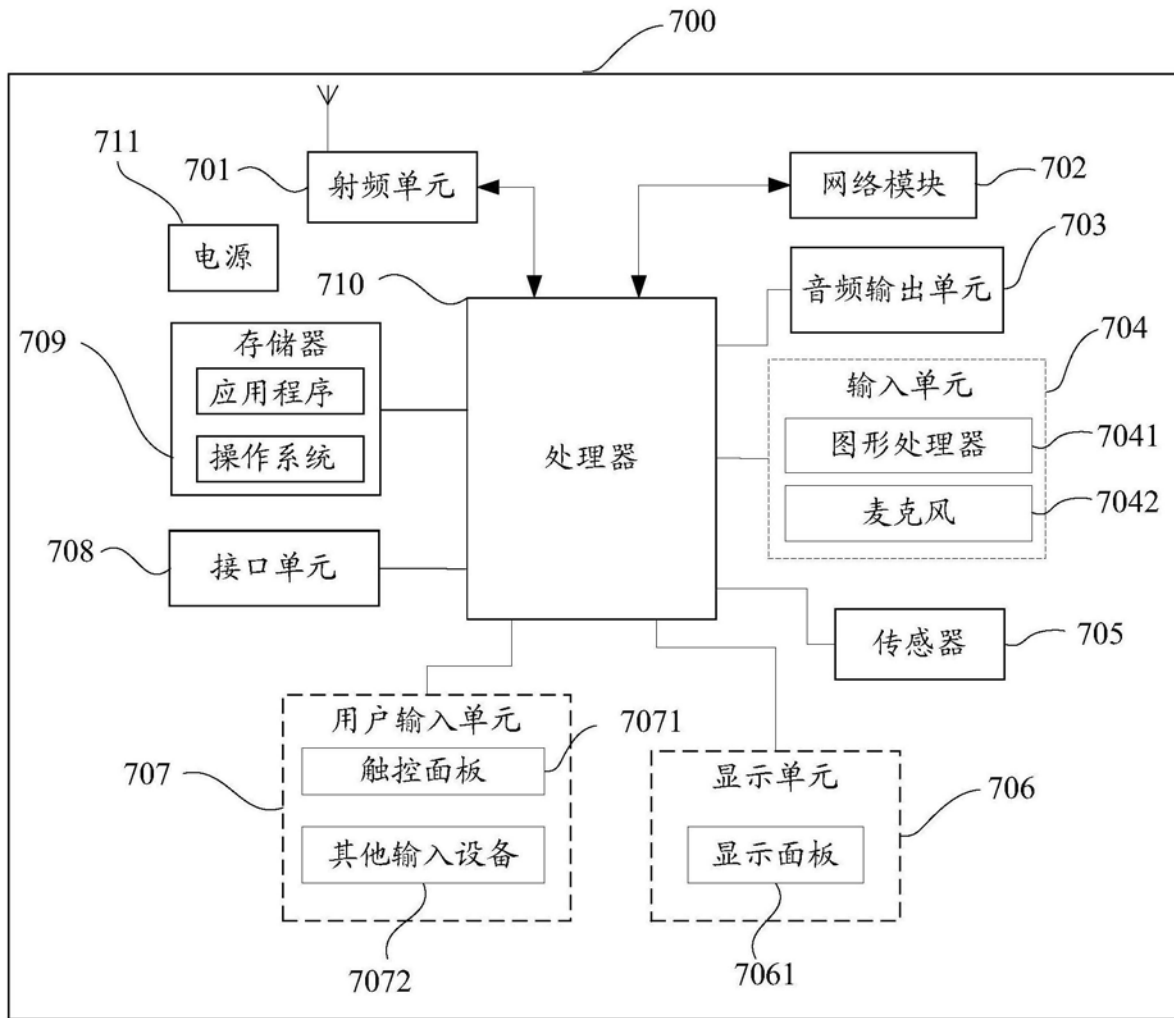 700
711
701
射频单元
网络模块
702
电源
703
710
音频输出单元
709
存储器
应用程序
操作系统
704
输入单元
图形处理器
7041
麦克风
7042
处理器
708
接口单元
传感器
705
用户输入单元
7071
707
触控面板
其他输入设备
7072
显示单元
706
显示面板
7061